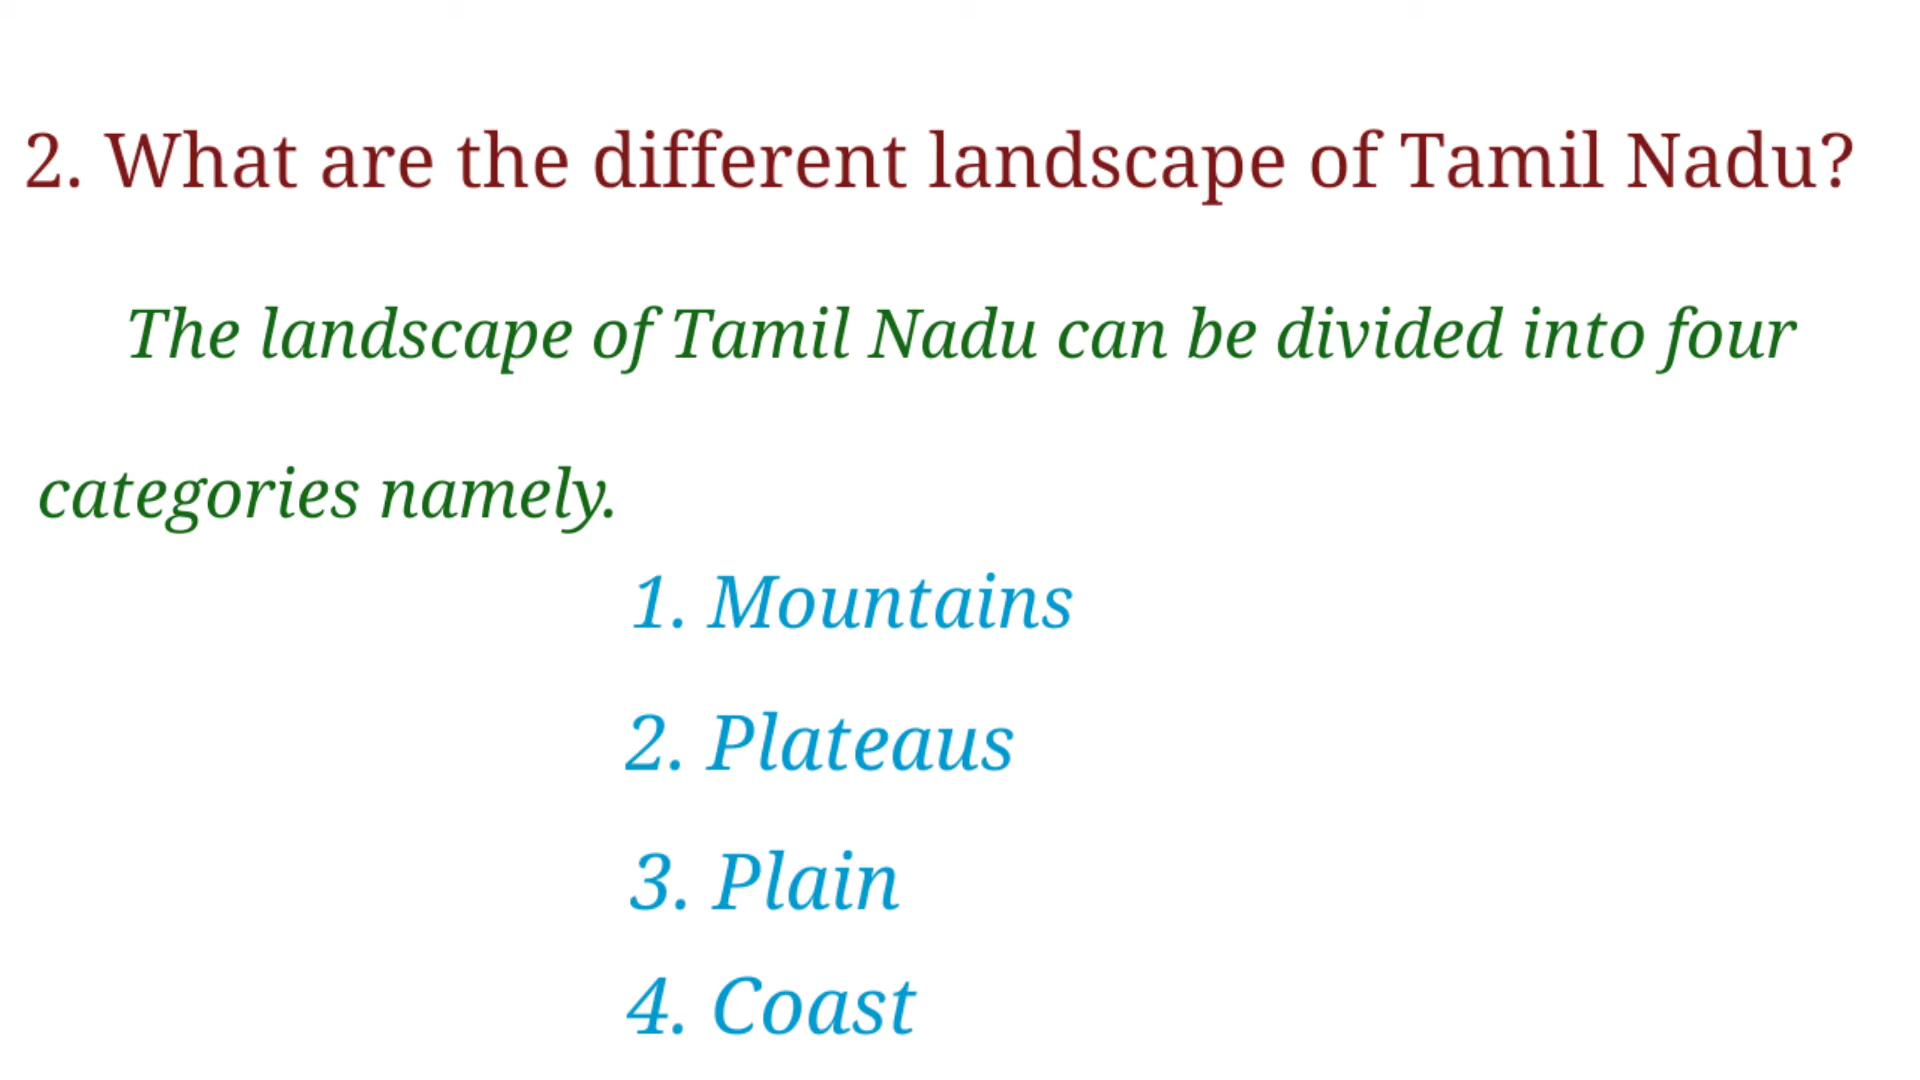 2. What are the different landscape of Tamil Nadu?
The landscape of Tamil Nadu can be divided into four
categories namely.
1. Mountains
2. Plateaus
3. Plain
4. Coast